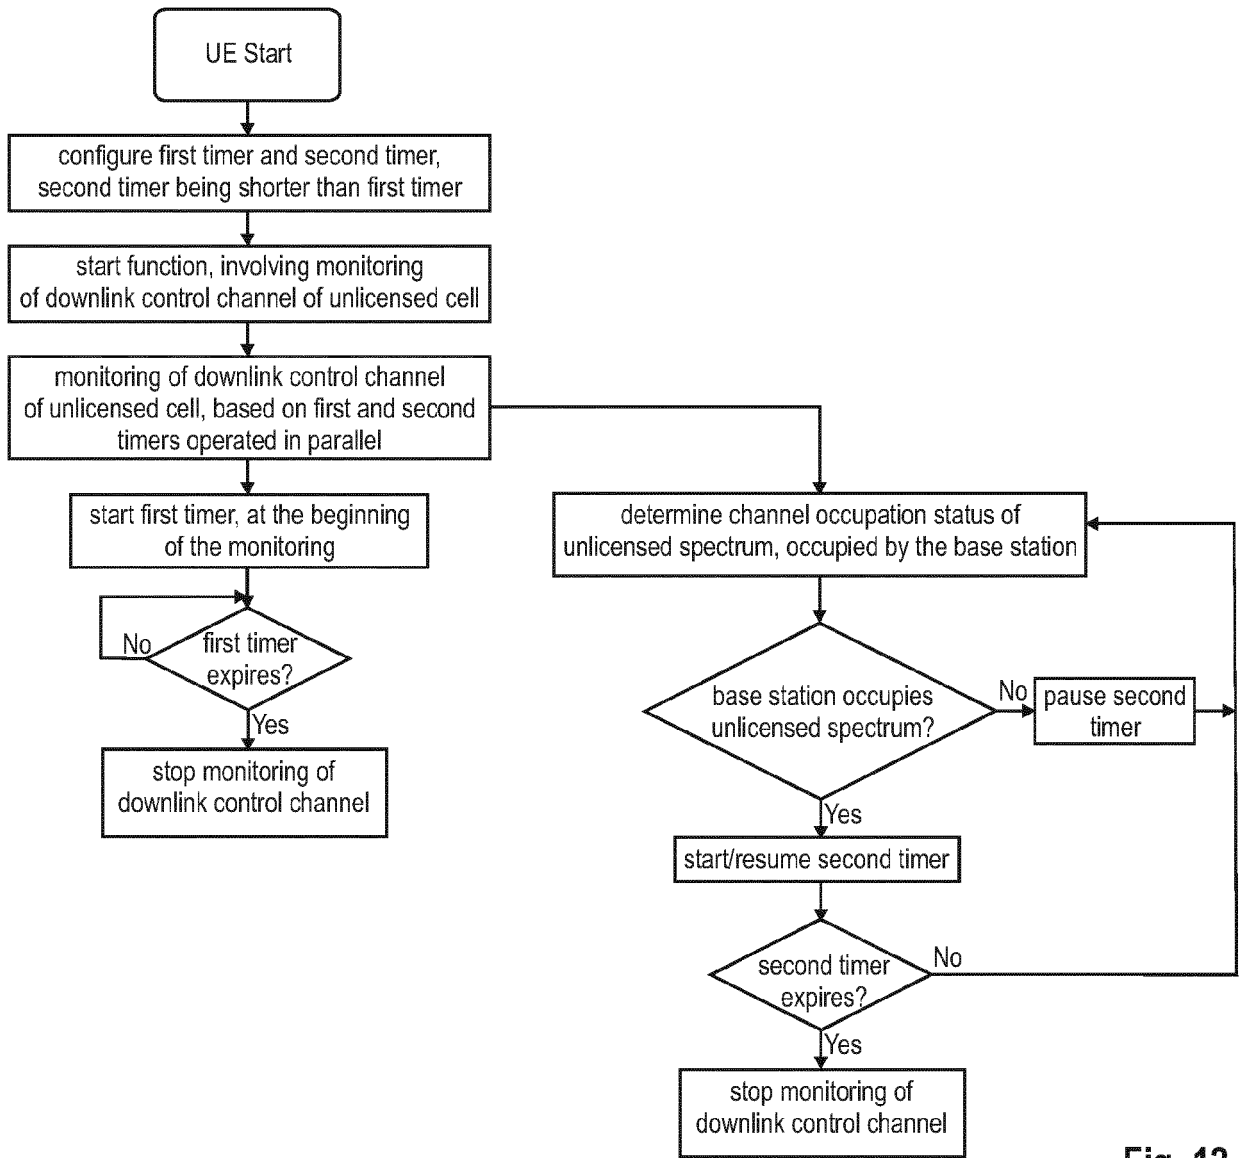 UE Start
configure first timer and second timer,
second timer being shorter than first timer
start function, involving monitoring
of downlink control channel of unlicensed cell
monitoring of downlink control channel
of unlicensed cell, based on first and second
timers operated in parallel
start first timer, at the beginning
of the monitoring
No
first timer
expires?
Yes
stop monitoring of
downlink control channel
determine channel occupation status of
unlicensed spectrum, occupied by the base station
base station occupies
unlicensed spectrum?
No
pause second
timer
Yes
start/resume second timer
second timer
expires?
No
Yes
stop monitoring of
downlink control channel
Fig. 12